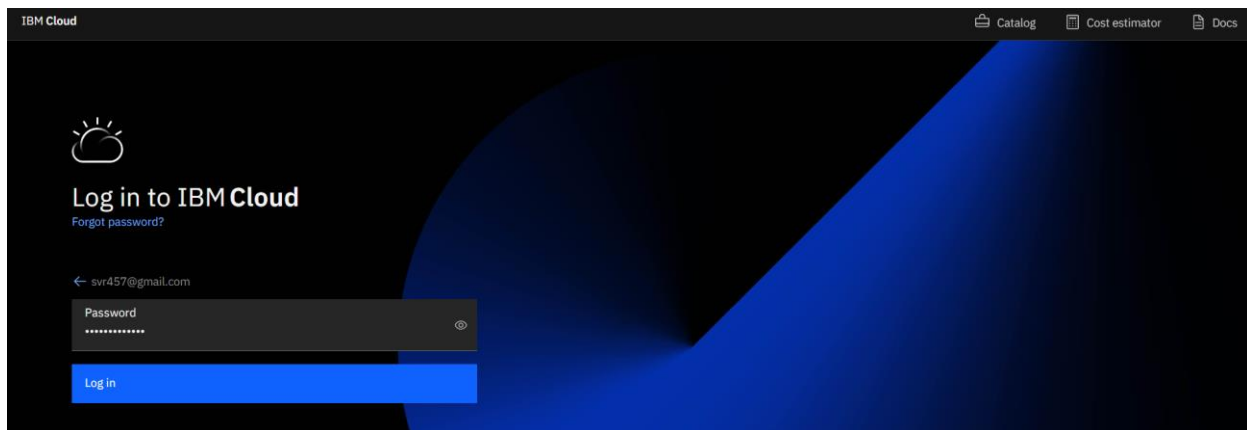 IBM Cloud
Catalog
Cost estimator
Docs
Log in to IBM Cloud
Forgot password?
← svr457@gmail.com
Password
•••••••••••••
Log in